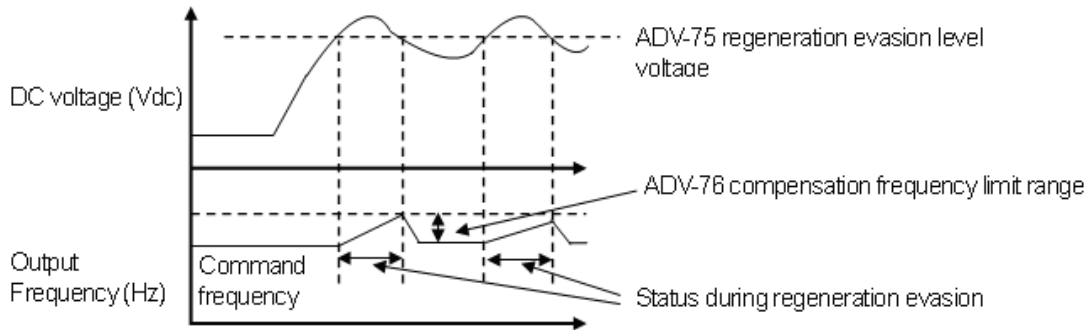 ADV-75 regeneration evasion level
voltage
DC voltage (Vdc)
ADV-76 compensation frequency limit range
Output
Frequency (Hz)
Command
frequency
Status during regeneration evasion